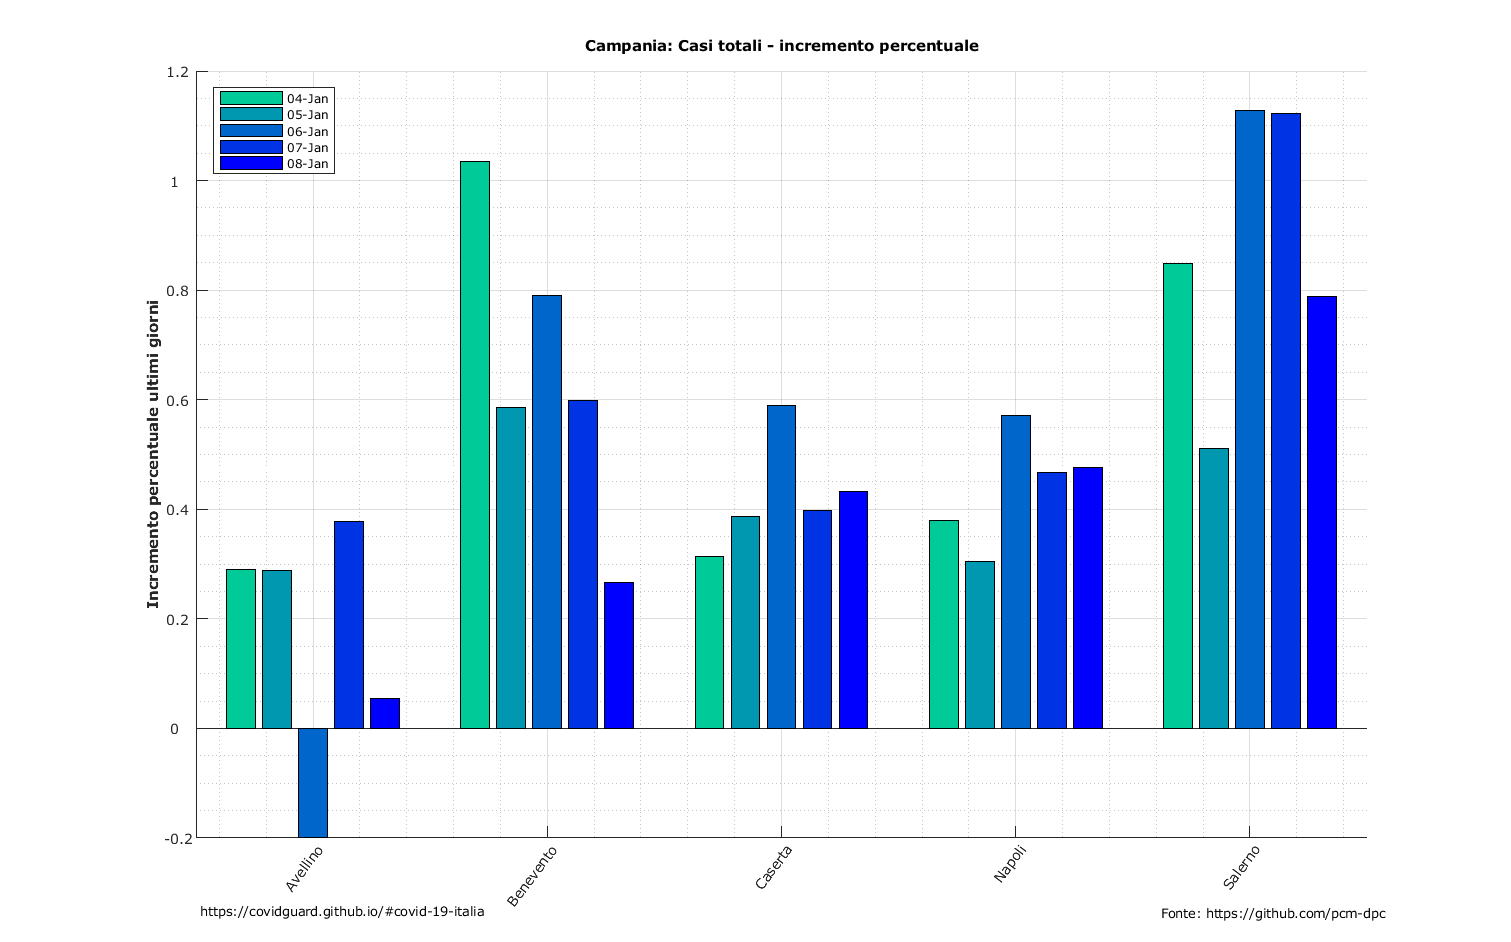 Campania: Casi totali - incremento percentuale
Incremento percentuale ultimi giorni
1.2
1
0.8
0.6
0.4
0.2
0
-0.2
04-Jan
05-Jan
06-Jan
07-Jan
08-Jan
Avellino
Benevento
Caserta
Napoli
Salerno
https://covidguard.github.io/#covid-19-italia
Fonte: https://github.com/pcm-dpc